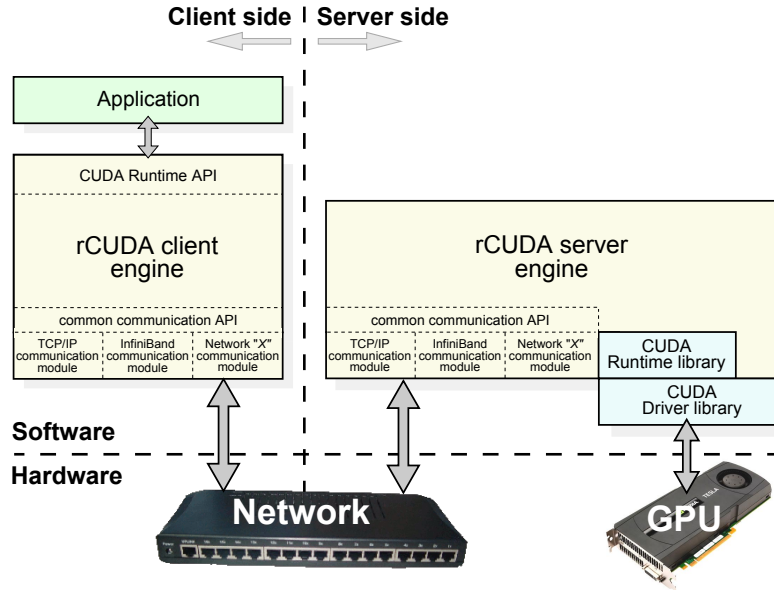 Client side
Server side
Application
CUDA Runtime API
rCUDA client
engine
common communication API
TCP/IP
communication
module
InfiniBand
communication
module
Network "X"
communication
module
rCUDA server
engine
common communication API
TCP/IP
communication
module
InfiniBand
communication
module
Network "X"
communication
module
CUDA
Runtime library
CUDA
Driver library
Software
Hardware
Network
GPU
TESLA